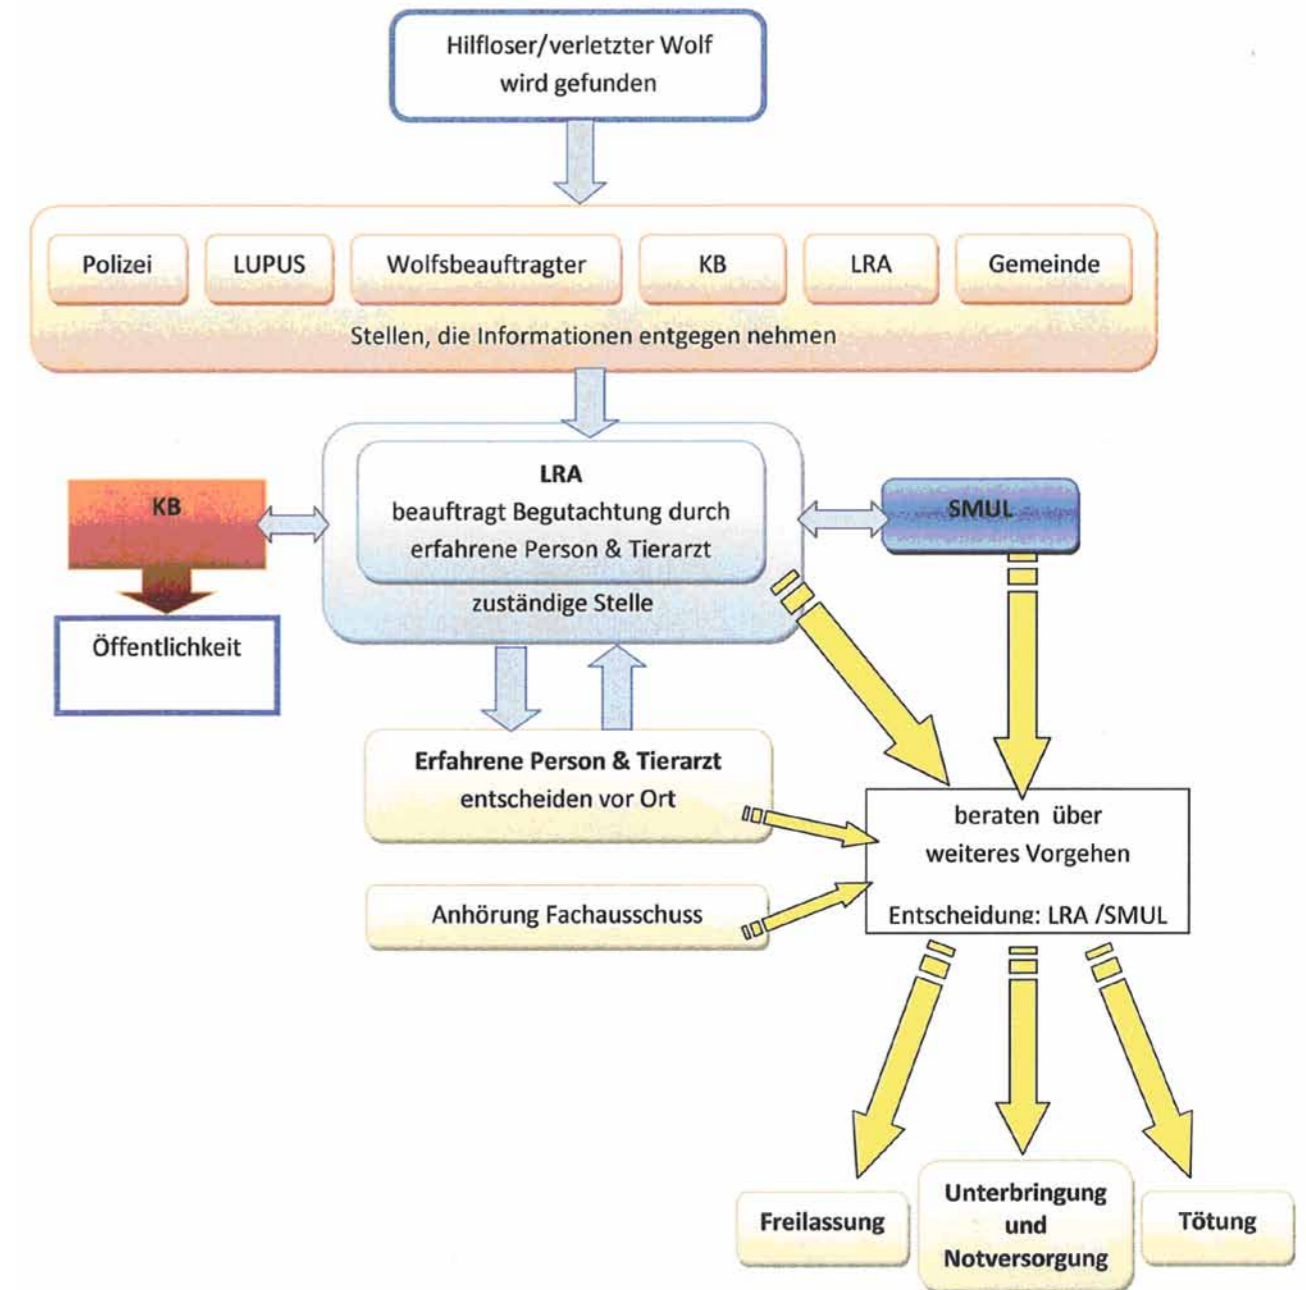 Hilfloser/verletzter Wolf
wird gefunden
Polizei
LUPUS
Wolfsbeauftragter
KB
LRA
Gemeinde
Stellen, die Informationen entgegen nehmen
LRA
beauftragt Begutachtung durch
erfahrene Person & Tierarzt
zuständige Stelle
KB
SMUL
Öffentlichkeit
Erfahrene Person & Tierarzt
entscheiden vor Ort
beraten über
weiteres Vorgehen
Entscheidung: LRA /SMUL
Anhörung Fachausschuss
Freilassung
Unterbringung
und
Notversorgung
Tötung